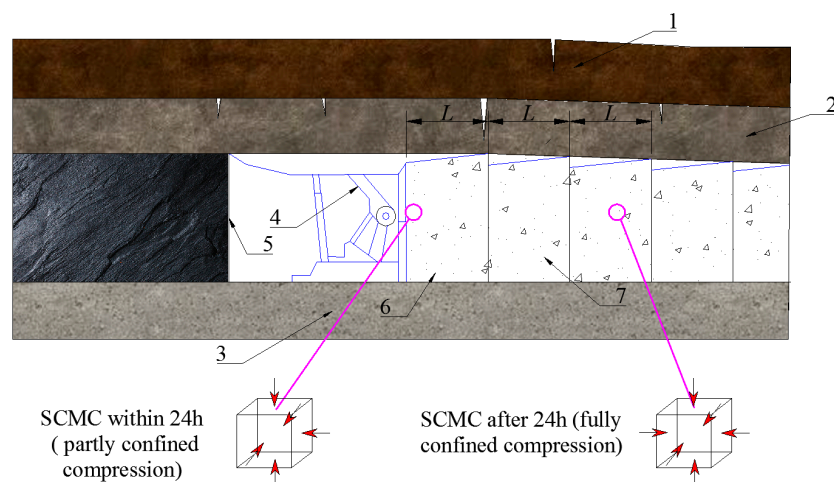 1
L
L
L
2
4
5
6
7
3
SCMC within 24h
( partly confined
compression)
SCMC after 24h (fully
confined compression)